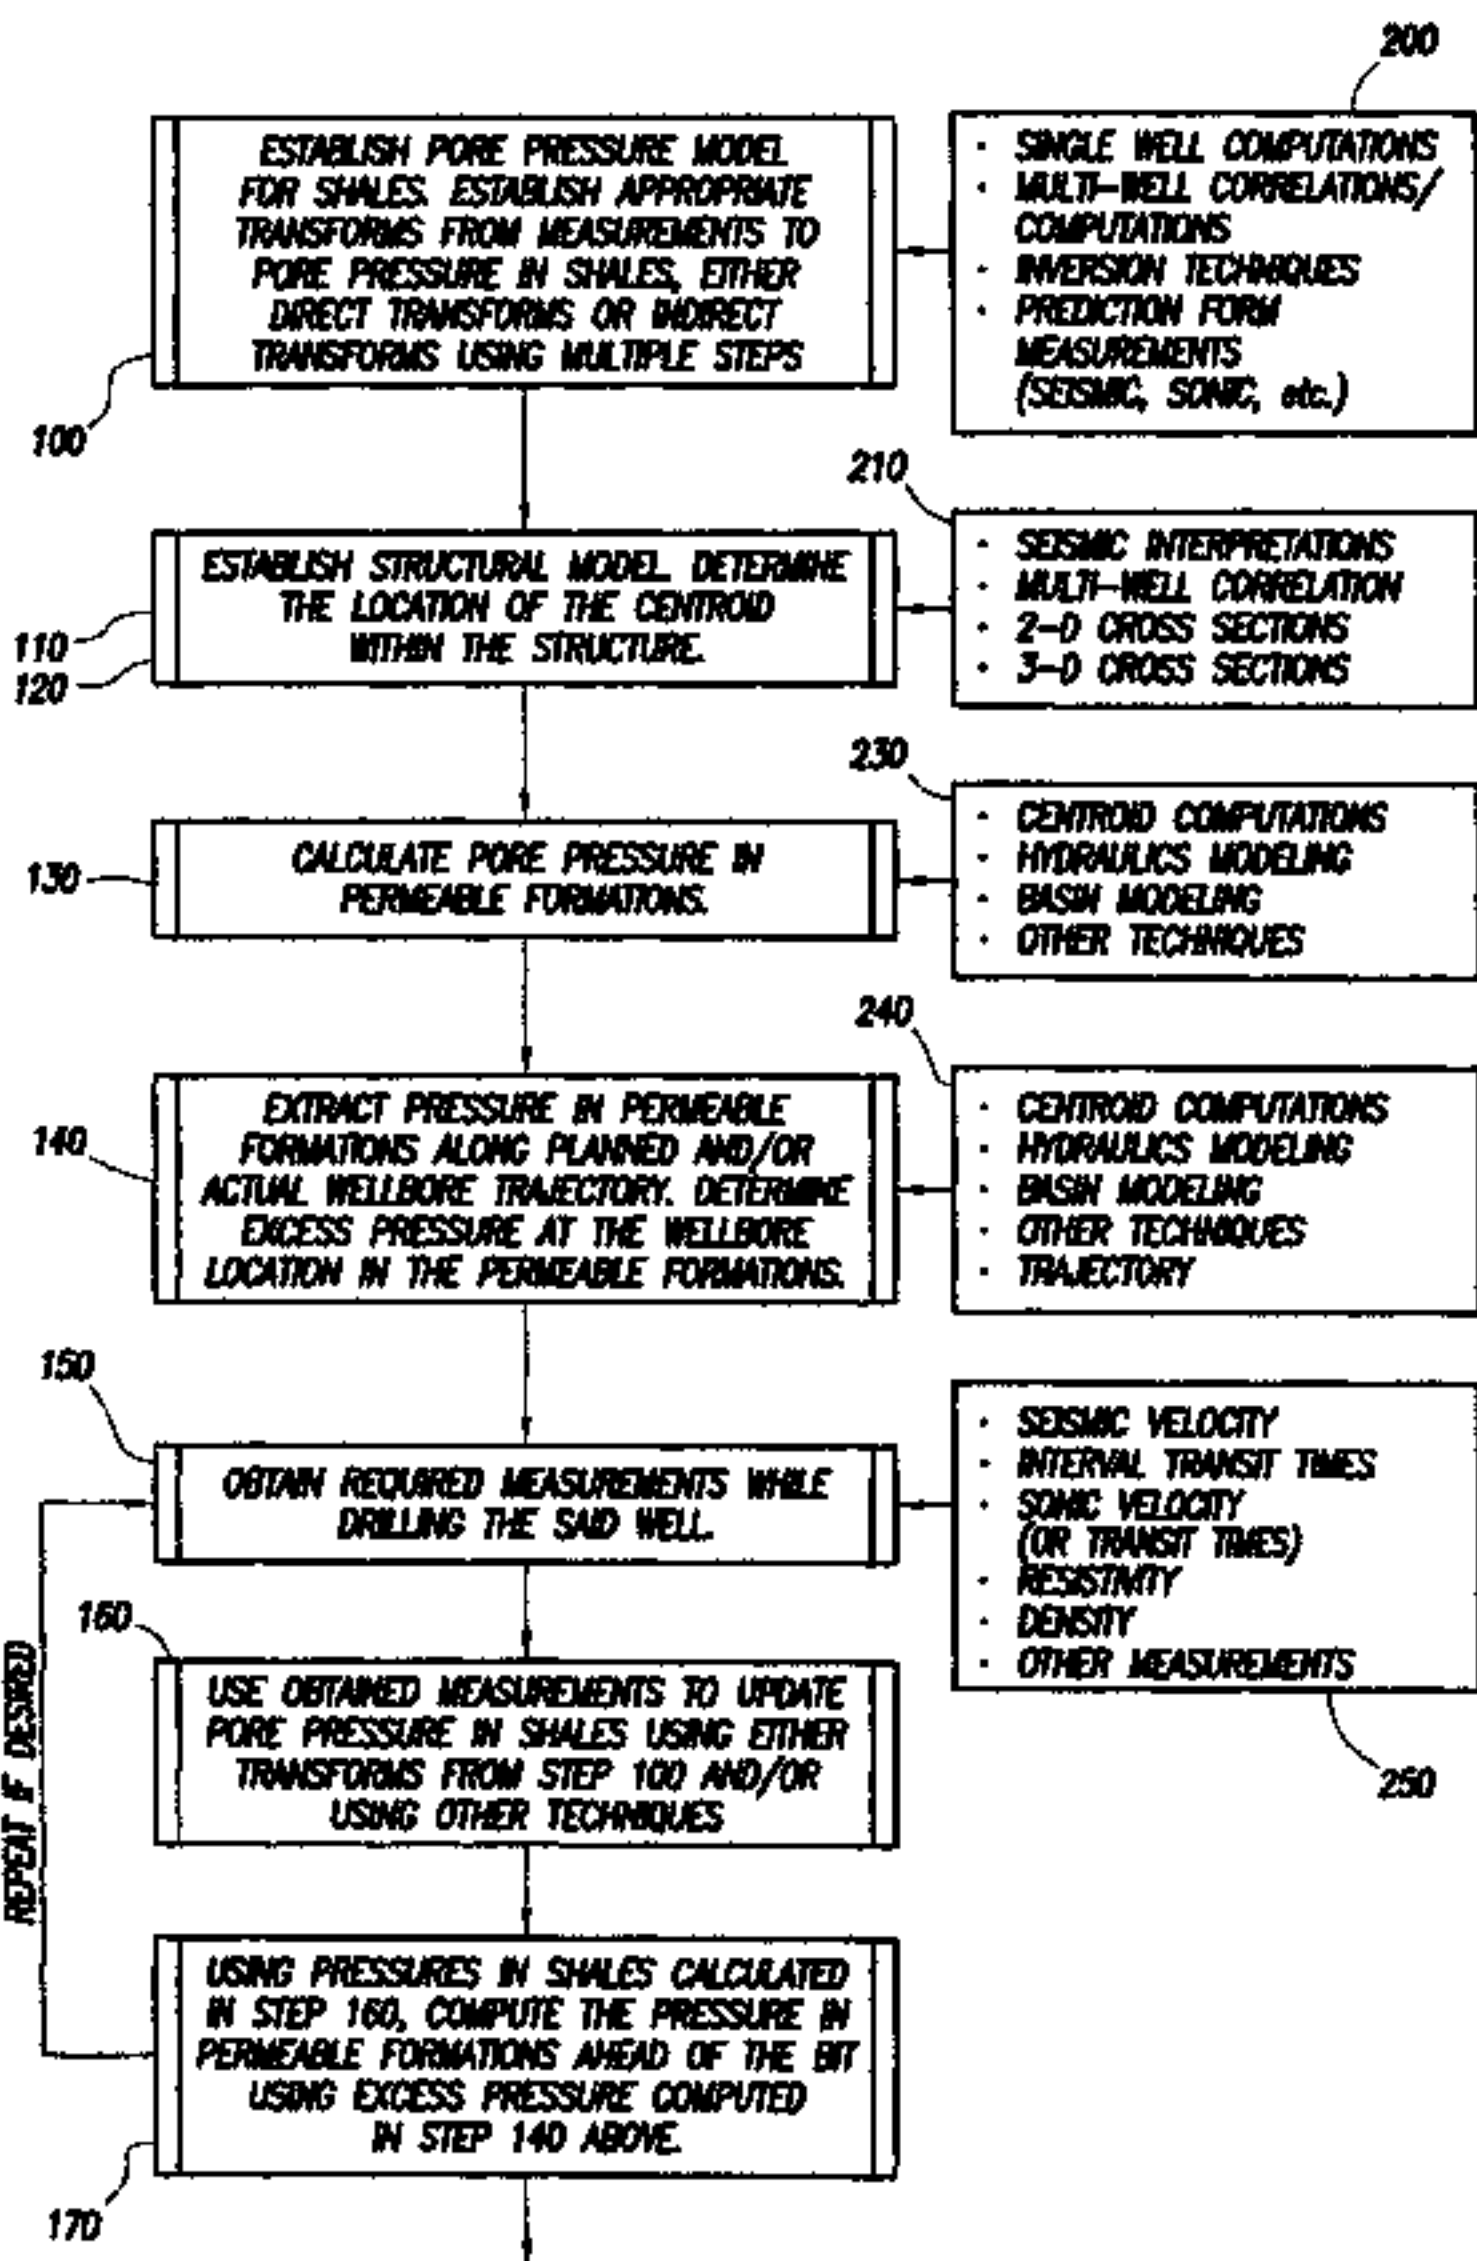 200
ESTABLISH PORE PRESSURE MODEL
FOR SHALES. ESTABLISH APPROPRIATE
TRANSFORMS FROM MEASUREMENTS TO
PORE PRESSURE IN SHALES, EITHER
DIRECT TRANSFORMS OR INDIRECT
TRANSFORMS USING MULTIPLE STEPS
100
· SINGLE WELL COMPUTATIONS
· MULTI-WELL CORRELATIONS/
COMPUTATIONS
· INVERSION TECHNIQUES
· PREDICTION FORM
MEASUREMENTS
(SEISMIC, SONIC, etc.)
210
ESTABLISH STRUCTURAL MODEL. DETERMINE
THE LOCATION OF THE CENTROID
WITHIN THE STRUCTURE.
110
120
· SEISMIC INTERPRETATIONS
· MULTI-WELL CORRELATION
· 2-D CROSS SECTIONS
· 3-D CROSS SECTIONS
230
130
CALCULATE PORE PRESSURE IN
PERMEABLE FORMATIONS.
· CENTROID COMPUTATIONS
· HYDRAULICS MODELING
· BASIN MODELING
· OTHER TECHNIQUES
240
140
EXTRACT PRESSURE IN PERMEABLE
FORMATIONS ALONG PLANNED AND/OR
ACTUAL WELLBORE TRAJECTORY. DETERMINE
EXCESS PRESSURE AT THE WELLBORE
LOCATION IN THE PERMEABLE FORMATIONS.
· CENTROID COMPUTATIONS
· HYDRAULICS MODELING
· BASIN MODELING
· OTHER TECHNIQUES
· TRAJECTORY
150
OBTAIN REQUIRED MEASUREMENTS WHILE
DRILLING THE SAID WELL.
· SEISMIC VELOCITY
· INTERVAL TRANSIT TIMES
· SONIC VELOCITY
(OR TRANSIT TIMES)
· RESISTIVITY
· DENSITY
· OTHER MEASUREMENTS
250
160
USE OBTAINED MEASUREMENTS TO UPDATE
PORE PRESSURE IN SHALES USING EITHER
TRANSFORMS FROM STEP 100 AND/OR
USING OTHER TECHNIQUES
REPEAT IF DESIRED
USING PRESSURES IN SHALES CALCULATED
IN STEP 160, COMPUTE THE PRESSURE IN
PERMEABLE FORMATIONS AHEAD OF THE BIT
USING EXCESS PRESSURE COMPUTED
IN STEP 140 ABOVE.
170